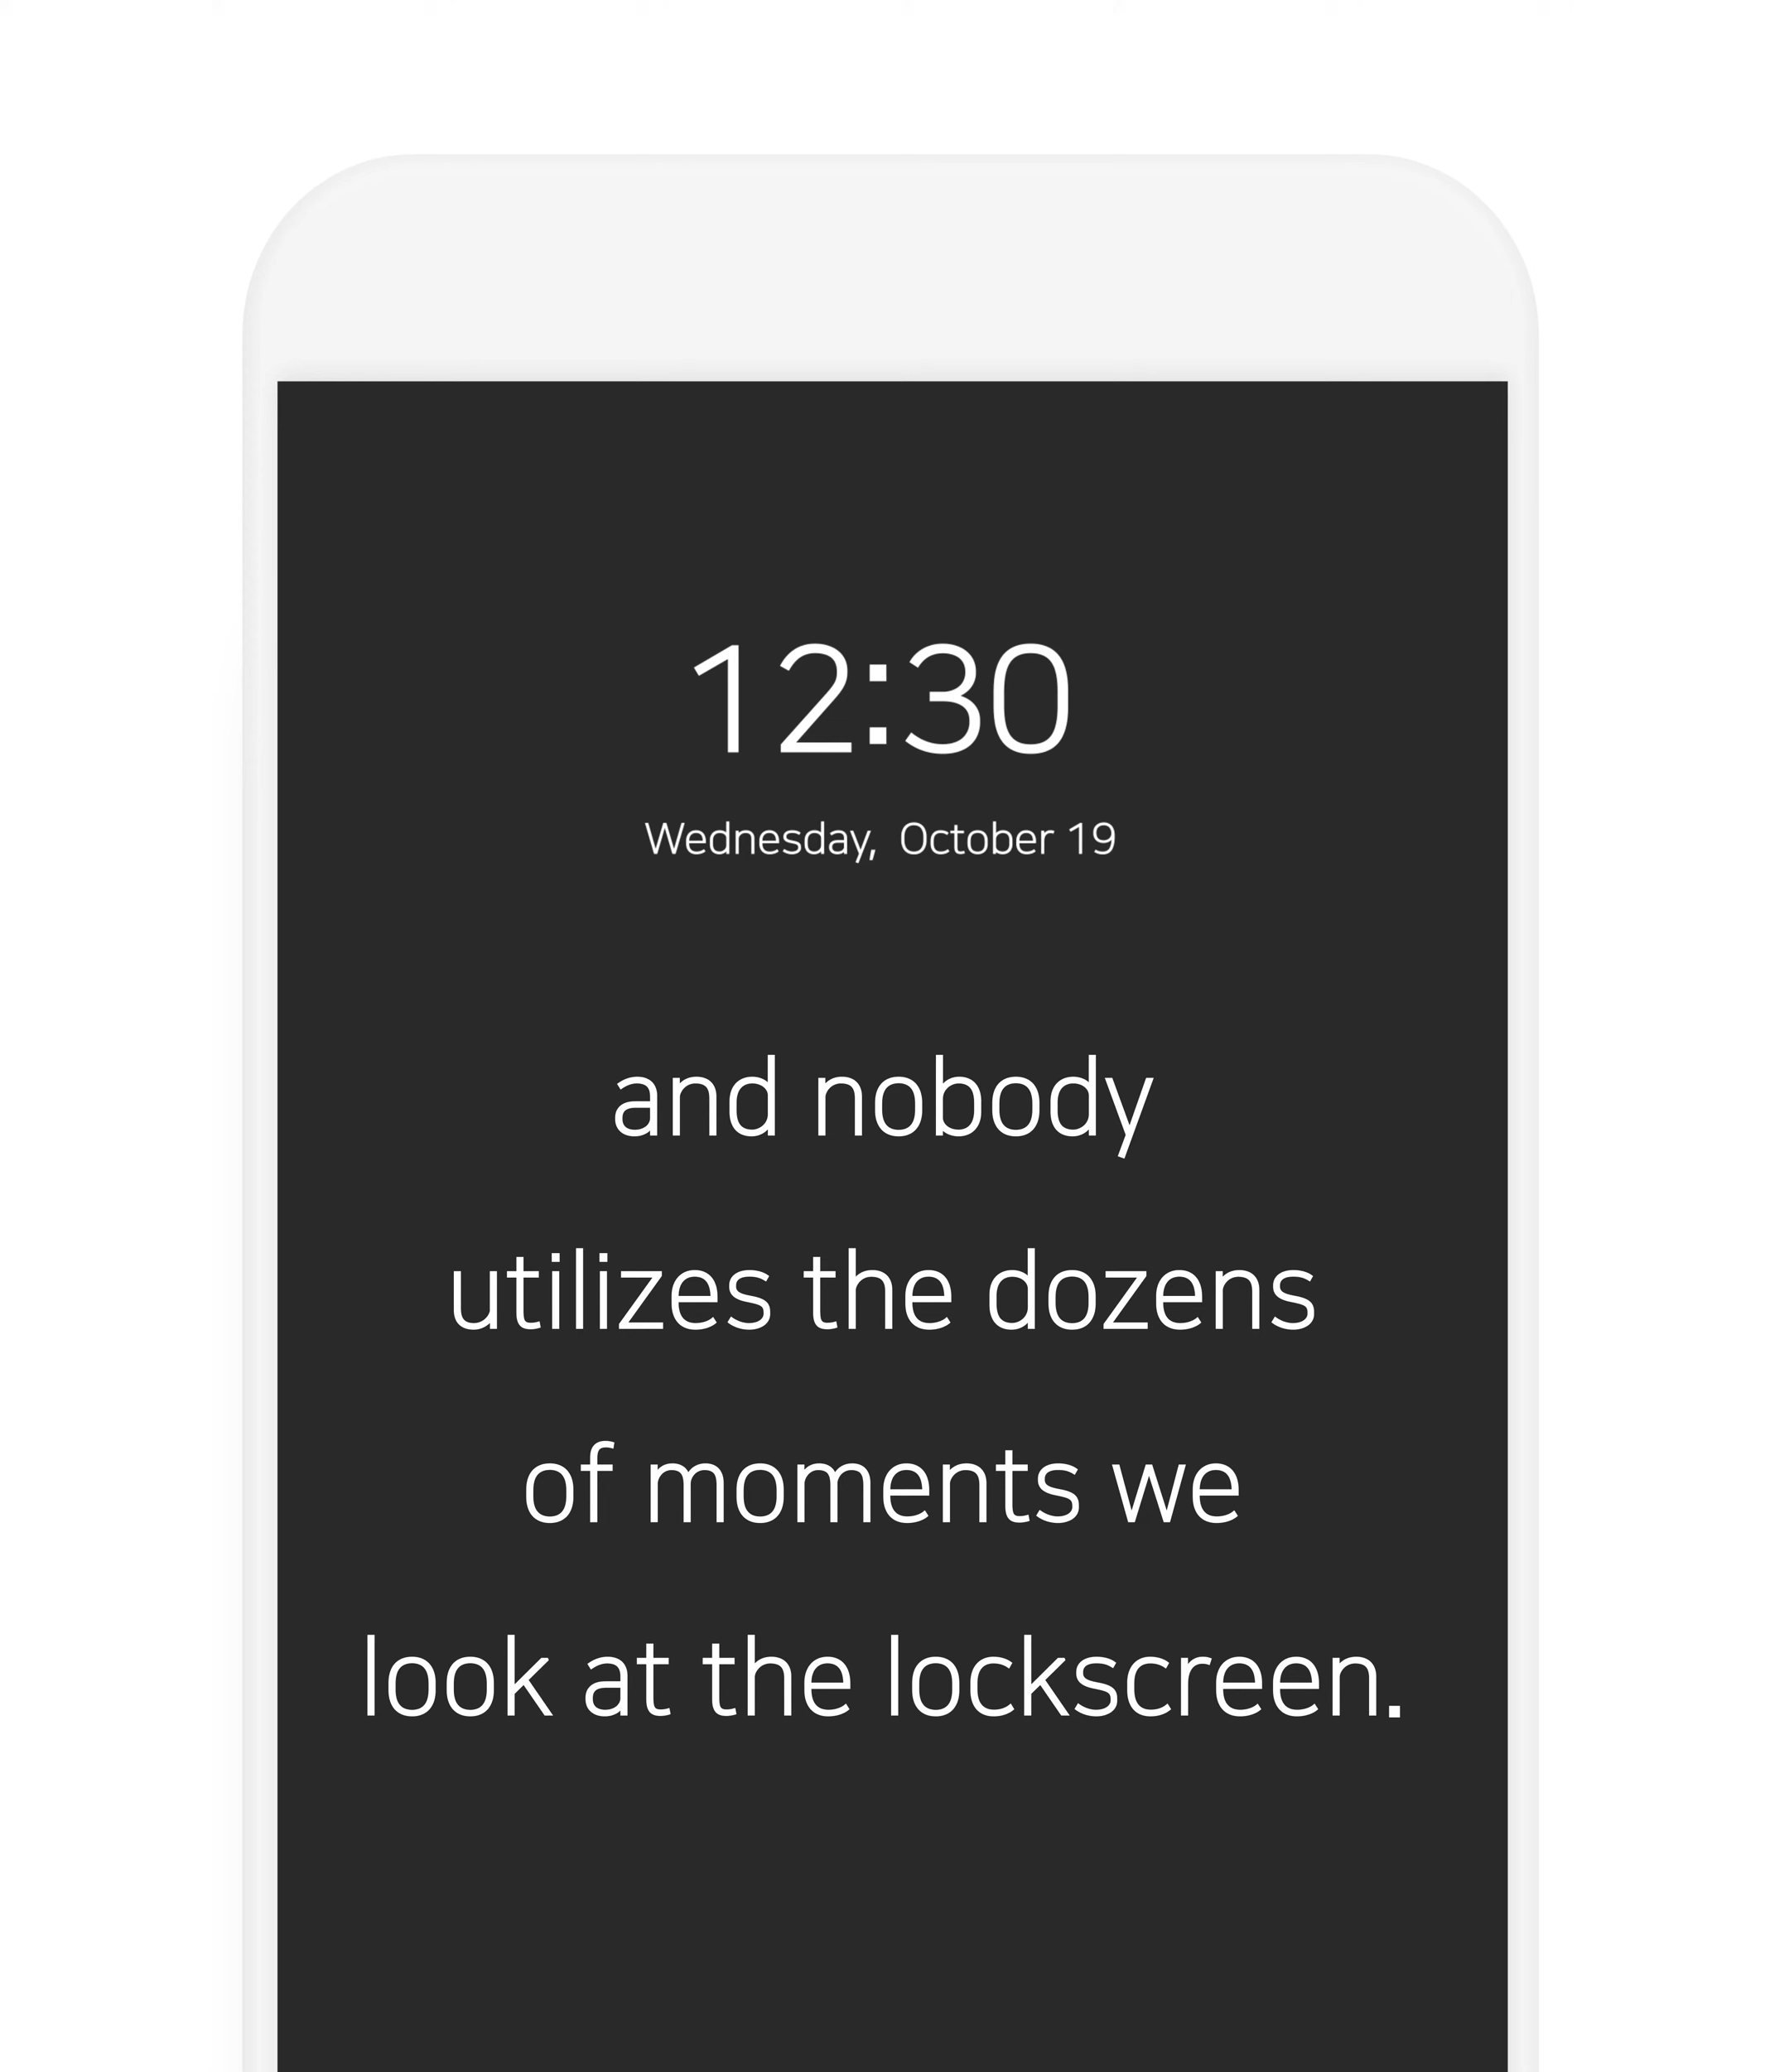 12:30
Wednesday, October 19
and nobody
utilizes the dozens
of moments we
look at the lockscreen.